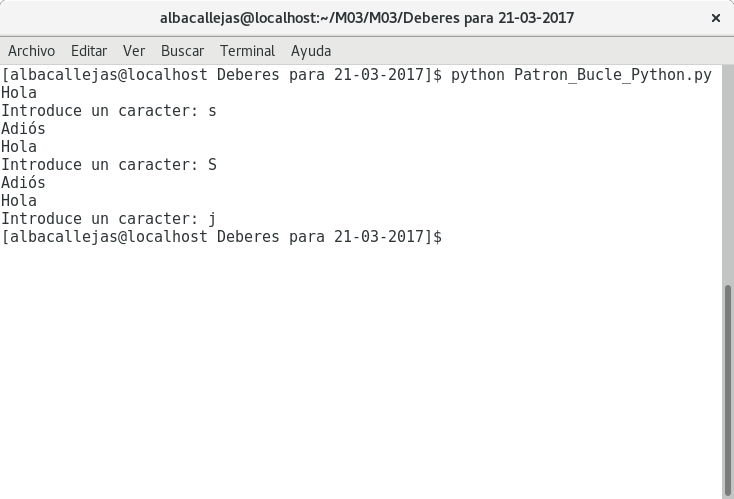 albacallejas@localhost:~/M03/M03/Deberes para 21-03-2017
Archivo Editar Ver Buscar Terminal Ayuda
[albacallejas@localhost Deberes para 21-03-2017]$ python Patron_Bucle_Python.py
Hola
Introduce un caracter: s
Adiós
Hola
Introduce un caracter: S
Adiós
Hola
Introduce un caracter: j
[albacallejas@localhost Deberes para 21-03-2017]$